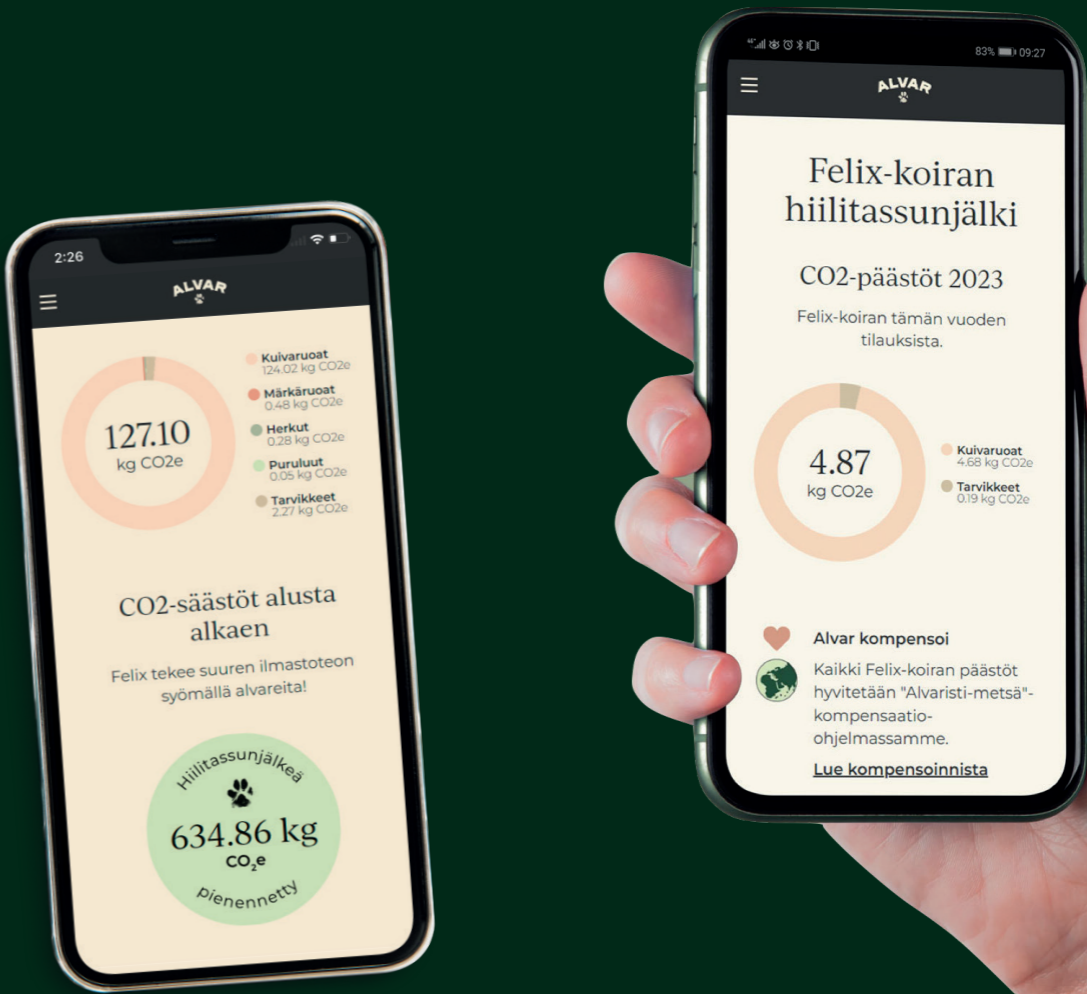 2:26
ALVAR
Kuivaruoat
124.02 kg CO2e
Märkäruoat
0.48 kg CO2e
Herkut
0.28 kg CO2e
Puruluut
0.05 kg CO2e
Tarvikkeet
2.27 kg CO2e
127.10
kg CO2e
CO2-säästöt alusta
alkaen
Felix tekee suuren ilmastoteon
syömällä alvareita!
Hiilitassunjälkeä
634.86 kg
CO₂e
pienennetty
83% 09:27
ALVAR
Felix-koiran
hiilitassunjälki
CO2-päästöt 2023
Felix-koiran tämän vuoden
tilauksista.
4.87
kg CO2e
Kuivaruoat
4.68 kg CO2e
Tarvikkeet
0.19 kg CO2e
Alvar kompensoi
Kaikki Felix-koiran päästöt
hyvitetään "Alvaristi-metsä"-
kompensaatio-
ohjelmassamme.
Lue kompensoinnista